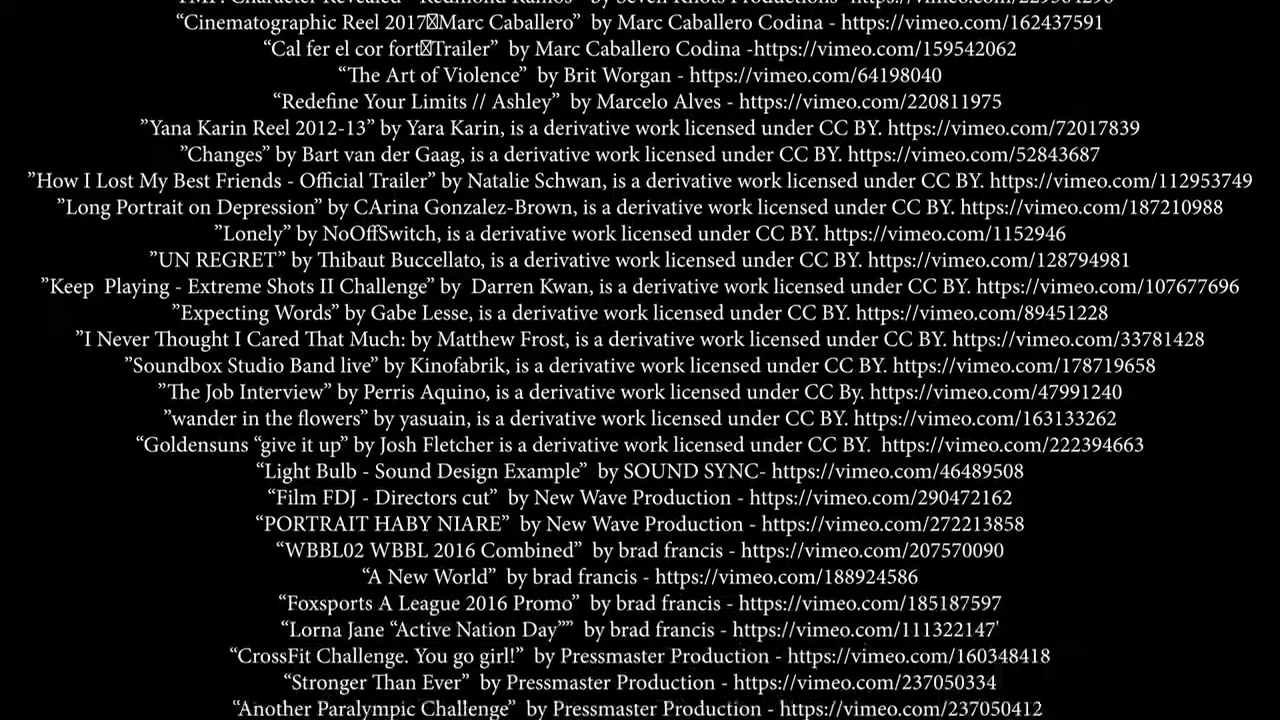 “Cinematographic Reel 2017 Marc Caballero”  by Marc Caballero Codina - https://vimeo.com/162437591
“Cal fer el cor fort Trailer”  by Marc Caballero Codina -https://vimeo.com/159542062
“The Art of Violence”  by Brit Worgan - https://vimeo.com/64198040
“Redefine Your Limits // Ashley”  by Marcelo Alves - https://vimeo.com/220811975
”Yana Karin Reel 2012-13” by Yara Karin, is a derivative work licensed under CC BY. https://vimeo.com/72017839
”Changes” by Bart van der Gaag, is a derivative work licensed under CC BY. https://vimeo.com/52843687
”How I Lost My Best Friends - Official Trailer” by Natalie Schwan, is a derivative work licensed under CC BY. https://vimeo.com/112953749
”Long Portrait on Depression” by CArina Gonzalez-Brown, is a derivative work licensed under CC BY. https://vimeo.com/187210988
”Lonely” by NoOffSwitch, is a derivative work licensed under CC BY. https://vimeo.com/1152946
”UN REGRET” by Thibaut Buccellato, is a derivative work licensed under CC BY. https://vimeo.com/128794981
”Keep  Playing - Extreme Shots II Challenge” by  Darren Kwan, is a derivative work licensed under CC BY. https://vimeo.com/107677696
”Expecting Words” by Gabe Lesse, is a derivative work licensed under CC BY. https://vimeo.com/89451228
”I Never Thought I Cared That Much: by Matthew Frost, is a derivative work licensed under CC BY. https://vimeo.com/33781428
”Soundbox Studio Band live” by Kinofabrik, is a derivative work licensed under CC BY. https://vimeo.com/178719658
”The Job Interview” by Perris Aquino, is a derivative work licensed under CC By. https://vimeo.com/47991240
”wander in the flowers” by yasuain, is a derivative work licensed under CC BY. https://vimeo.com/163133262
“Goldensuns “give it up” by Josh Fletcher is a derivative work licensed under CC BY.  https://vimeo.com/222394663
“Light Bulb - Sound Design Example”  by SOUND SYNC- https://vimeo.com/46489508
“Film FDJ - Directors cut”  by New Wave Production - https://vimeo.com/290472162
“PORTRAIT HABY NIARE”  by New Wave Production - https://vimeo.com/272213858
“WBBL02 WBBL 2016 Combined”  by brad francis - https://vimeo.com/207570090
“A New World”  by brad francis - https://vimeo.com/188924586
“Foxsports A League 2016 Promo”  by brad francis - https://vimeo.com/185187597
“Lorna Jane “Active Nation Day””  by brad francis - https://vimeo.com/111322147'
“CrossFit Challenge. You go girl!”  by Pressmaster Production - https://vimeo.com/160348418
“Stronger Than Ever”  by Pressmaster Production - https://vimeo.com/237050334
“Another Paralympic Challenge”  by Pressmaster Production - https://vimeo.com/237050412